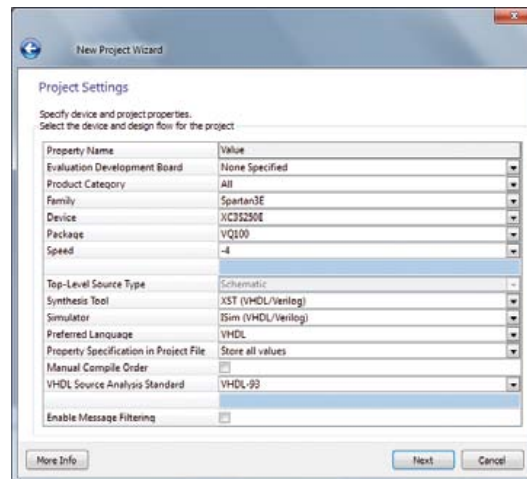 New Project Wizard
Project Settings
Specify device and project properties.
Select the device and design flow for the project
Property Name Value
Evaluation Development Board None Specified
Product Category All
Family Spartan3E
Device XC3S250E
Package VQ100
Speed -4
Top-Level Source Type Schematic
Synthesis Tool XST (VHDL/Verilog)
Simulator ISim (VHDL/Verilog)
Preferred Language VHDL
Property Specification in Project File Store all values
Manual Compile Order
VHDL Source Analysis Standard VHDL-93
Enable Message Filtering
More Info Next Cancel